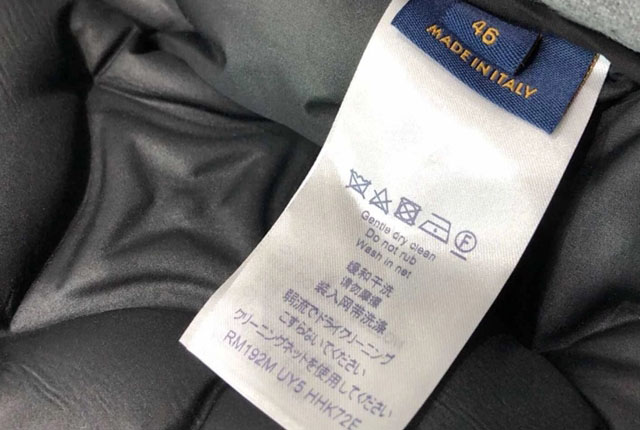 46
MADE IN ITALY
F
Gentle dry clean
Do not rub
Wash in net
缓和干洗
请勿摩擦
装入网带洗涤
弱流でドライクリーニング
こすらないでください
クリーニングネットを使用してください
RM192M UY5 HHK72E